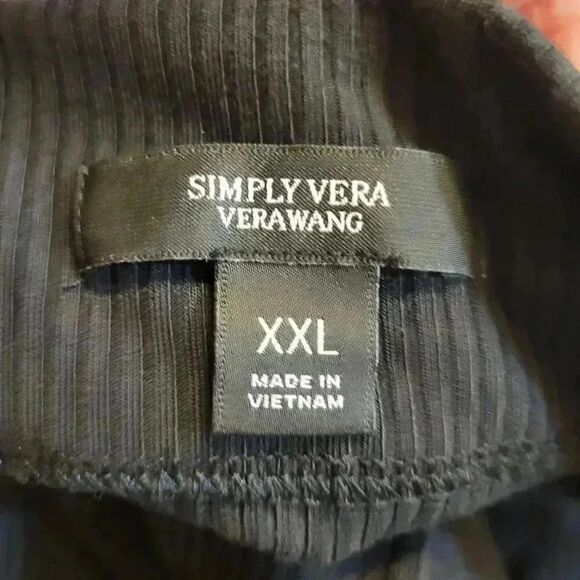 SIMPLY VERA
VERAWANG
XXL
MADE IN
VIETNAM